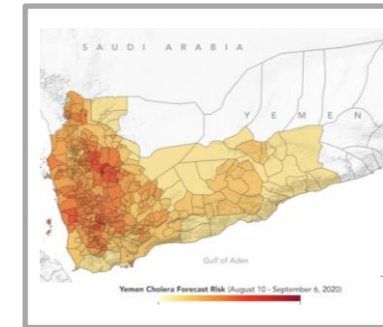 SAUDI ARABIA
YEMEN
Gulf of Aden
Yemen Cholera Forecast Risk (August 10 - September 6, 2020)